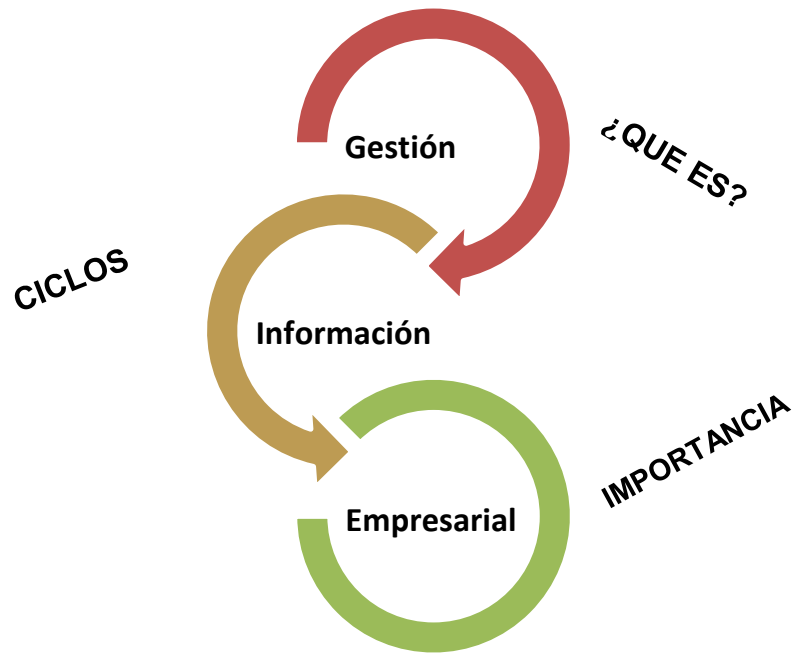 Gestión
¿QUE ES?
CICLOS
Información
IMPORTANCIA
Empresarial